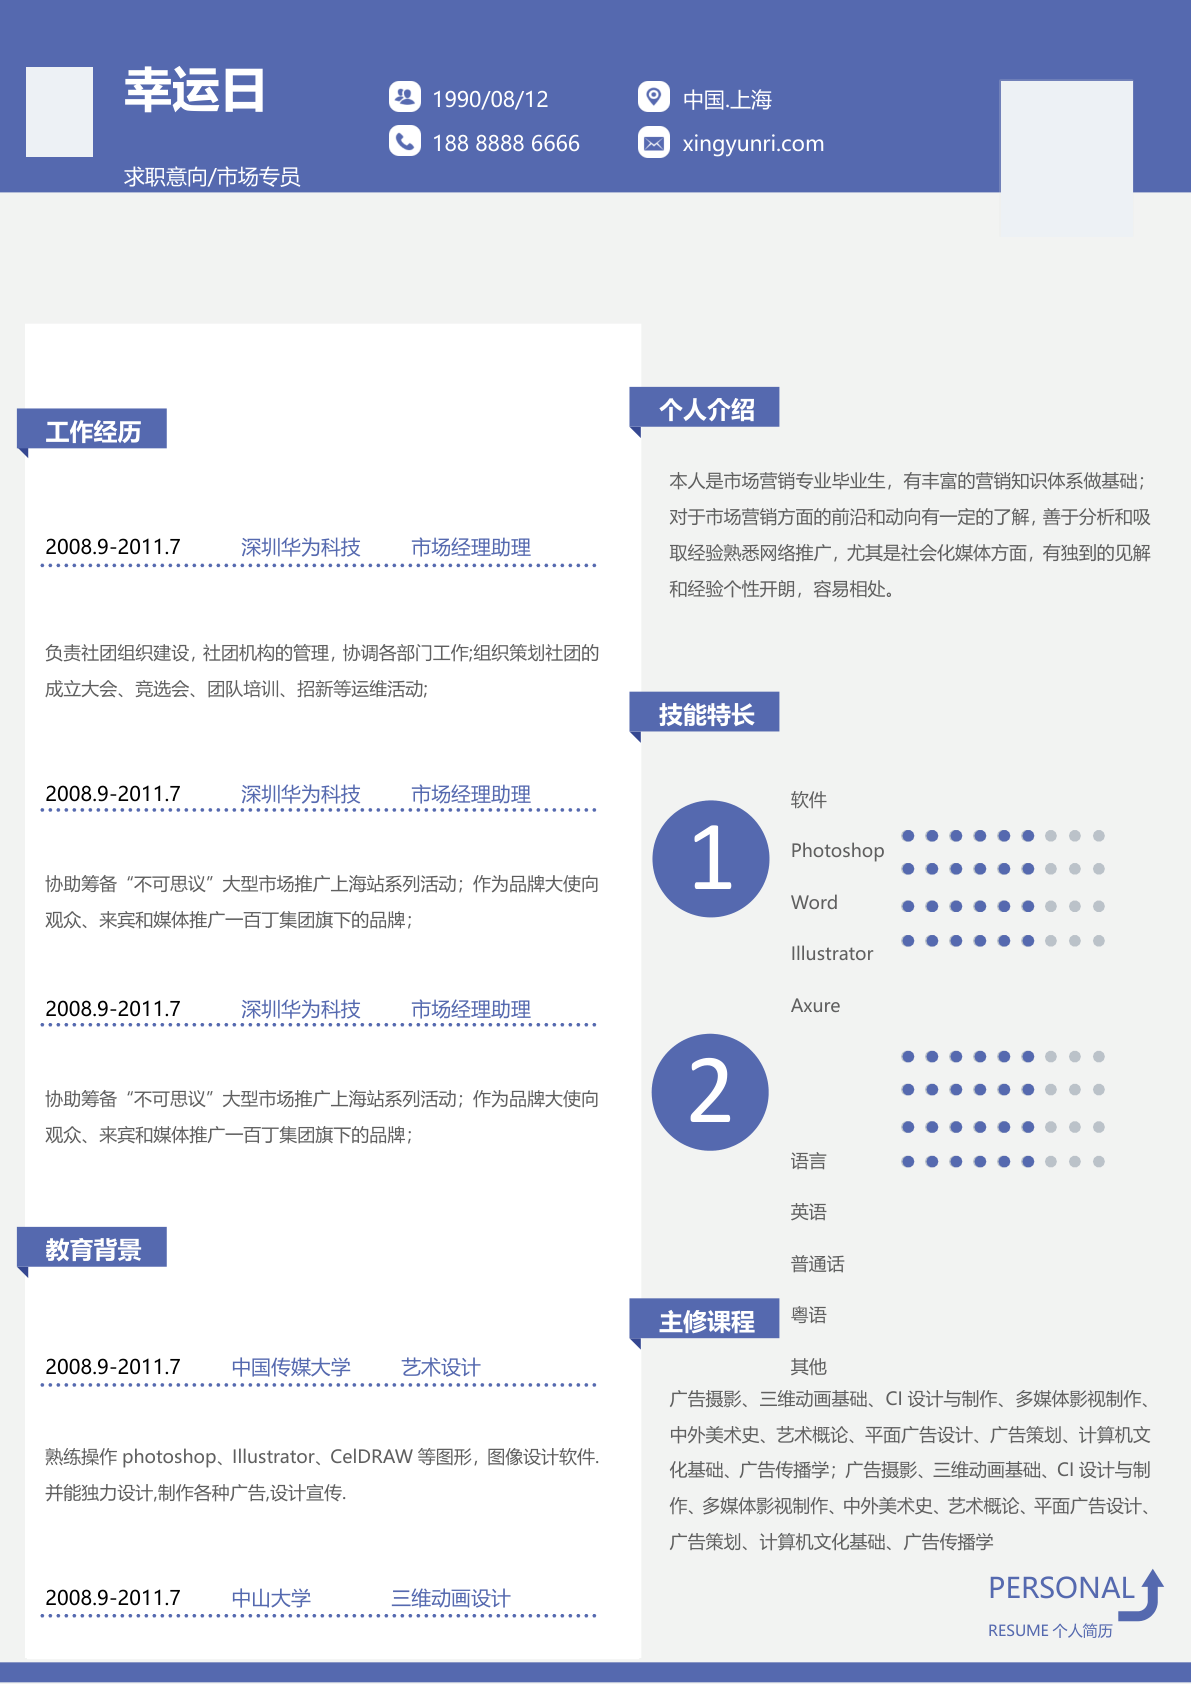 幸运日
求职意向/市场专员
1990/08/12
188 8888 6666
中国.上海
xingyunri.com
工作经历
2008.9-2011.7 深圳华为科技 市场经理助理
负责社团组织建设, 社团机构的管理, 协调各部门工作;组织策划社团的
成立大会、竞选会、团队培训、招新等运维活动;
2008.9-2011.7 深圳华为科技 市场经理助理
协助筹备“不可思议”大型市场推广上海站系列活动；作为品牌大使向
观众、来宾和媒体推广一百丁集团旗下的品牌；
2008.9-2011.7 深圳华为科技 市场经理助理
协助筹备“不可思议”大型市场推广上海站系列活动；作为品牌大使向
观众、来宾和媒体推广一百丁集团旗下的品牌；
教育背景
2008.9-2011.7 中国传媒大学 艺术设计
熟练操作 photoshop、Illustrator、CelDRAW 等图形，图像设计软件.
并能独力设计,制作各种广告,设计宣传.
2008.9-2011.7 中山大学 三维动画设计
个人介绍
本人是市场营销专业毕业生，有丰富的营销知识体系做基础；
对于市场营销方面的前沿和动向有一定的了解, 善于分析和吸
取经验熟悉网络推广，尤其是社会化媒体方面，有独到的见解
和经验个性开朗，容易相处。
技能特长
1
软件
Photoshop
Word
Illustrator
Axure
2
语言
英语
普通话
粤语
其他
主修课程
广告摄影、三维动画基础、CI 设计与制作、多媒体影视制作、
中外美术史、艺术概论、平面广告设计、广告策划、计算机文
化基础、广告传播学；广告摄影、三维动画基础、CI 设计与制
作、多媒体影视制作、中外美术史、艺术概论、平面广告设计、
广告策划、计算机文化基础、广告传播学
PERSONAL
RESUME 个人简历